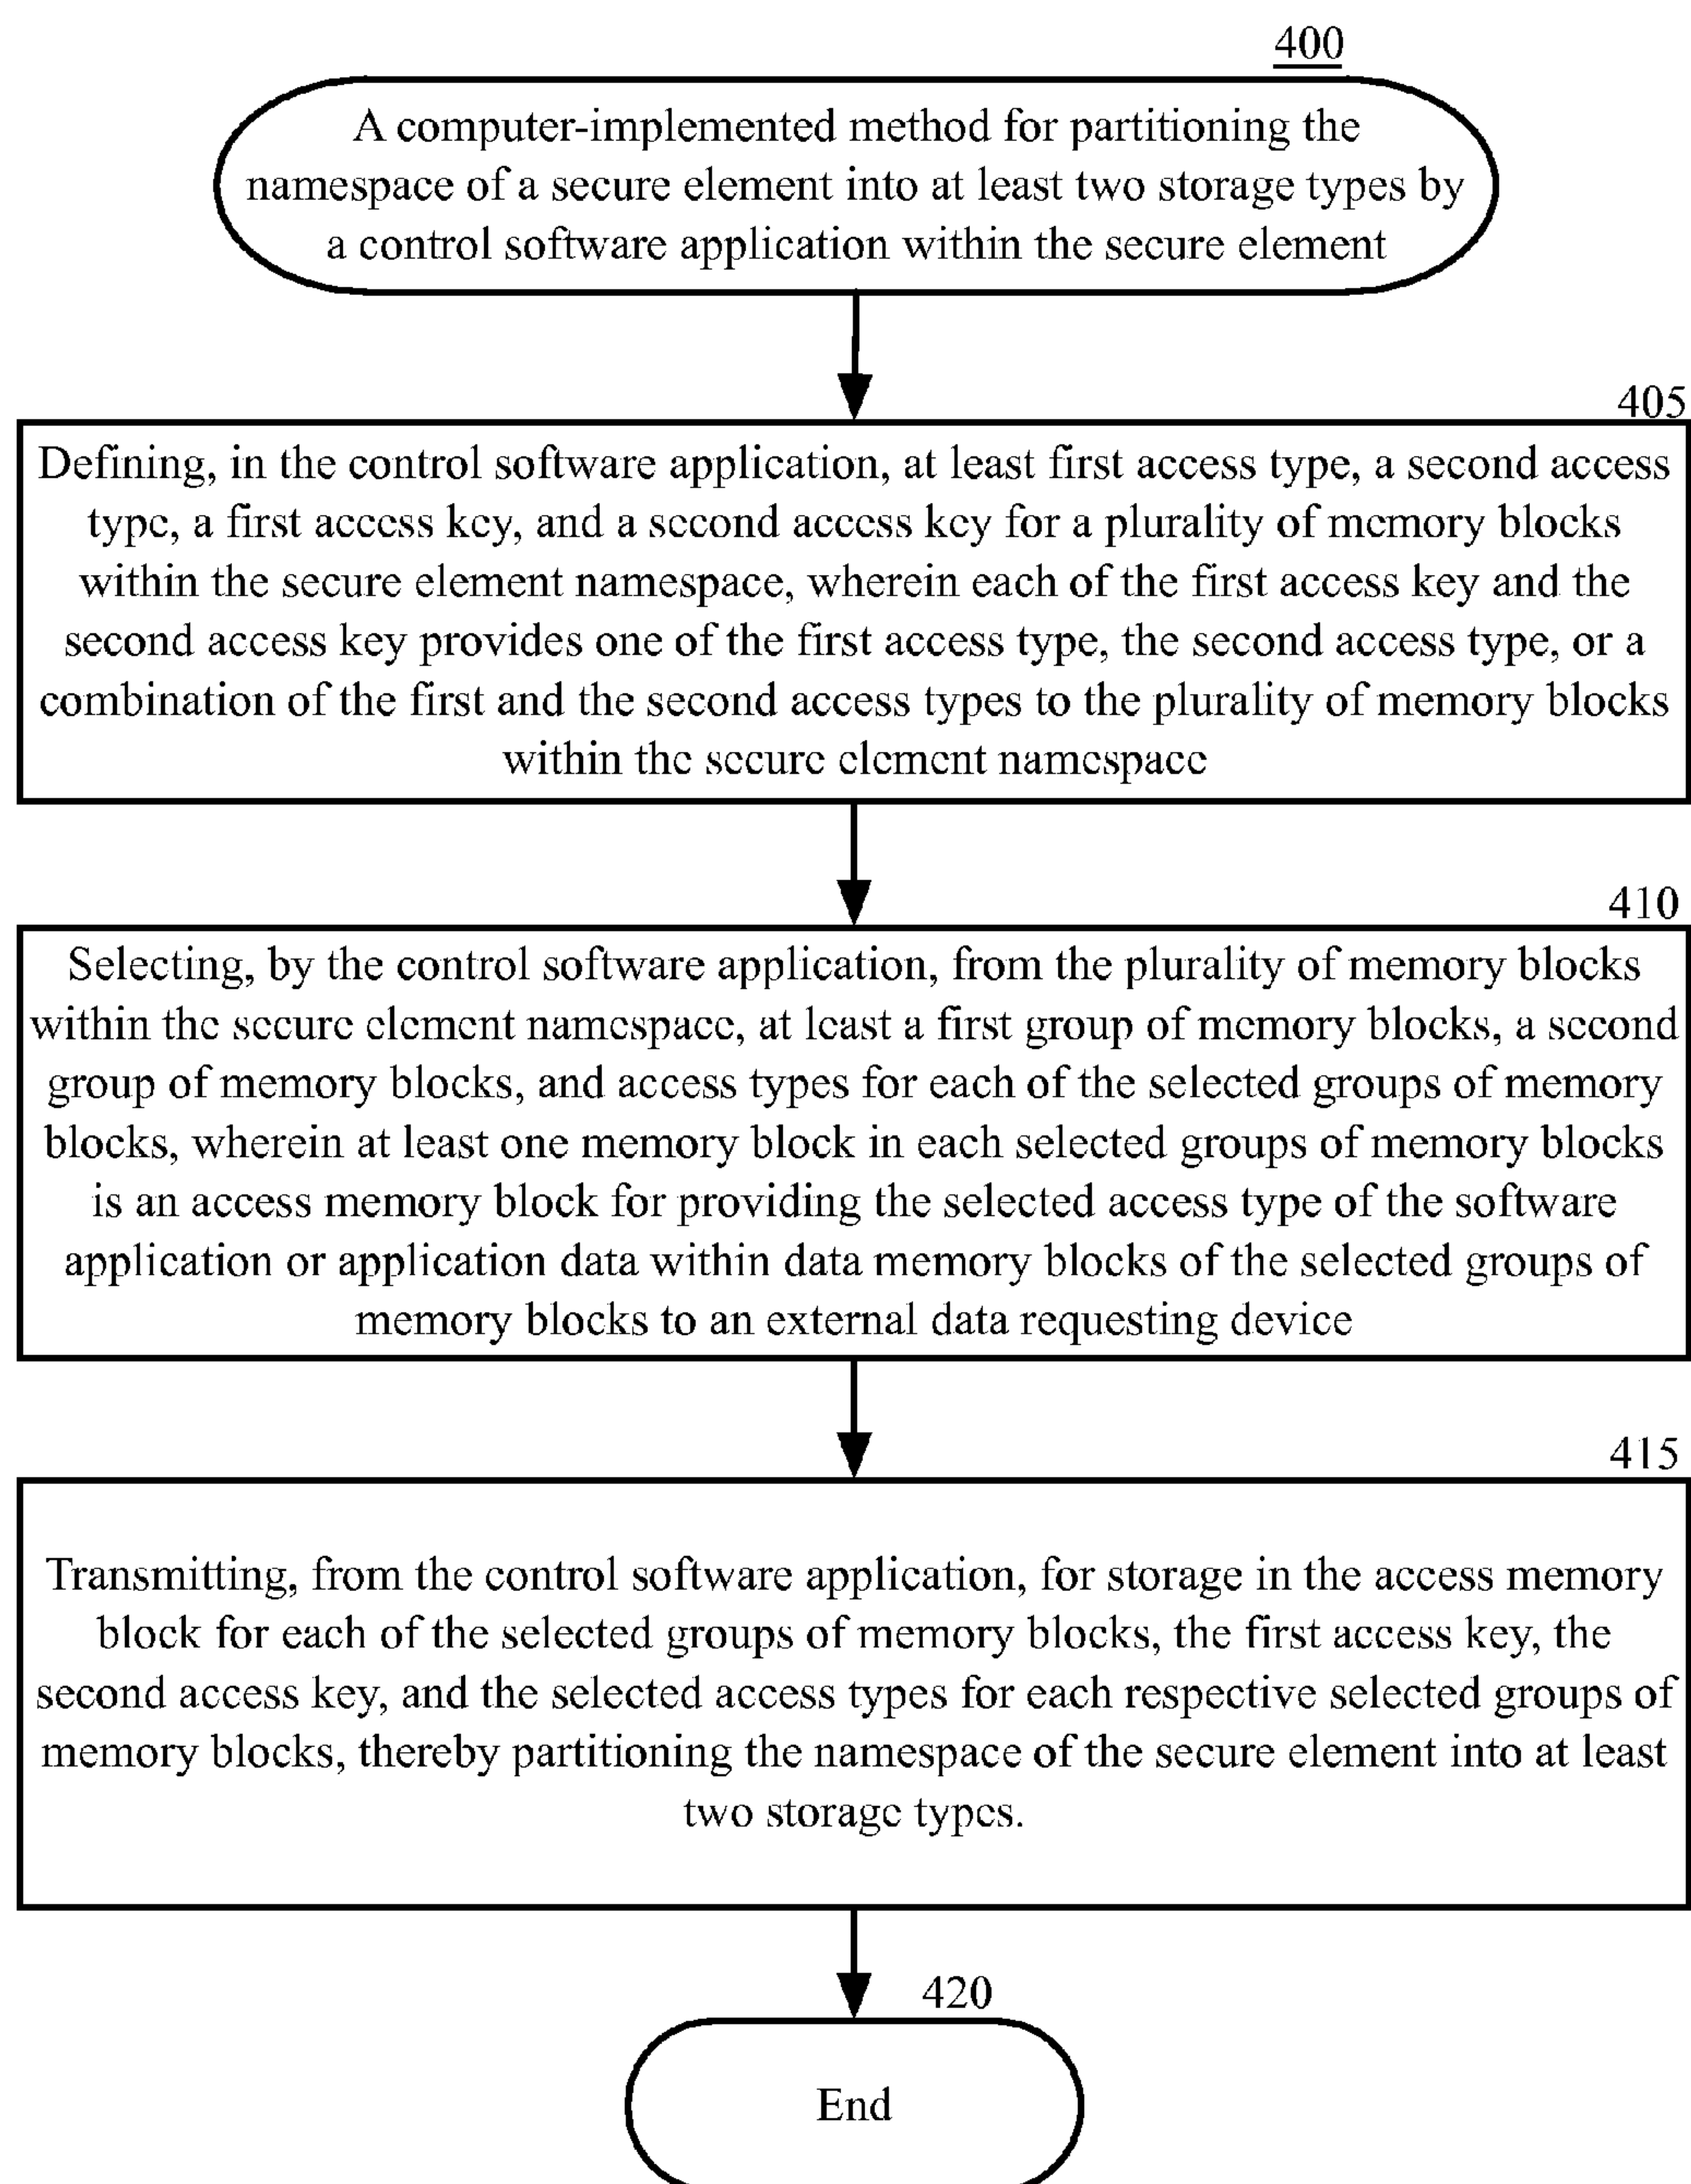 400
A computer-implemented method for partitioning the
namespace of a secure element into at least two storage types by
a control software application within the secure element
405
Defining, in the control software application, at least first access type, a second access
type, a first access key, and a second access key for a plurality of memory blocks
within the secure element namespace, wherein each of the first access key and the
second access key provides one of the first access type, the second access type, or a
combination of the first and the second access types to the plurality of memory blocks
within the secure element namespace
410
Selecting, by the control software application, from the plurality of memory blocks
within the secure element namespace, at least a first group of memory blocks, a second
group of memory blocks, and access types for each of the selected groups of memory
blocks, wherein at least one memory block in each selected groups of memory blocks
is an access memory block for providing the selected access type of the software
application or application data within data memory blocks of the selected groups of
memory blocks to an external data requesting device
415
Transmitting, from the control software application, for storage in the access memory
block for each of the selected groups of memory blocks, the first access key, the
second access key, and the selected access types for each respective selected groups of
memory blocks, thereby partitioning the namespace of the secure element into at least
two storage types.
420
End